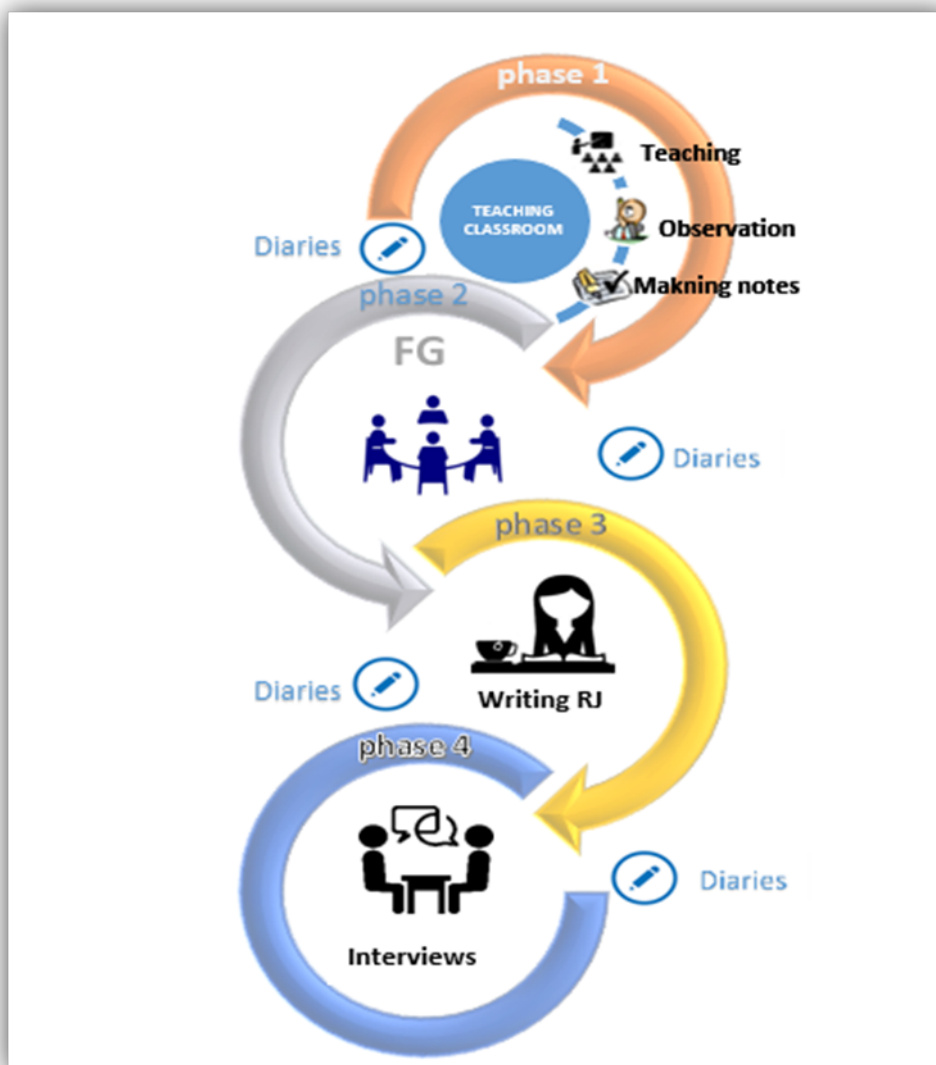 phase 1
Teaching
TEACHING
CLASSROOM
Observation
Diaries
Makning notes
phase 2
FG
Diaries
phase 3
Diaries
Writing RJ
phase 4
Diaries
Interviews